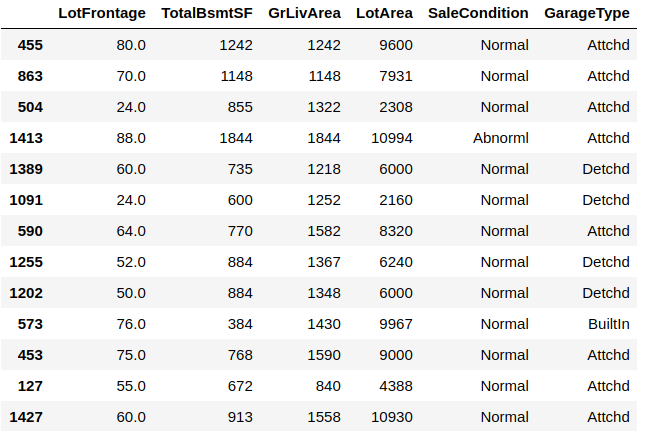 LotFrontage TotalBsmtSF GrLivArea LotArea SaleCondition GarageType
455 80.0 1242 1242 9600 Normal Attchd
863 70.0 1148 1148 7931 Normal Attchd
504 24.0 855 1322 2308 Normal Attchd
1413 88.0 1844 1844 10994 Abnorml Attchd
1389 60.0 735 1218 6000 Normal Detchd
1091 24.0 600 1252 2160 Normal Detchd
590 64.0 770 1582 8320 Normal Attchd
1255 52.0 884 1367 6240 Normal Detchd
1202 50.0 884 1348 6000 Normal Detchd
573 76.0 384 1430 9967 Normal BuiltIn
453 75.0 768 1590 9000 Normal Attchd
127 55.0 672 840 4388 Normal Attchd
1427 60.0 913 1558 10930 Normal Attchd